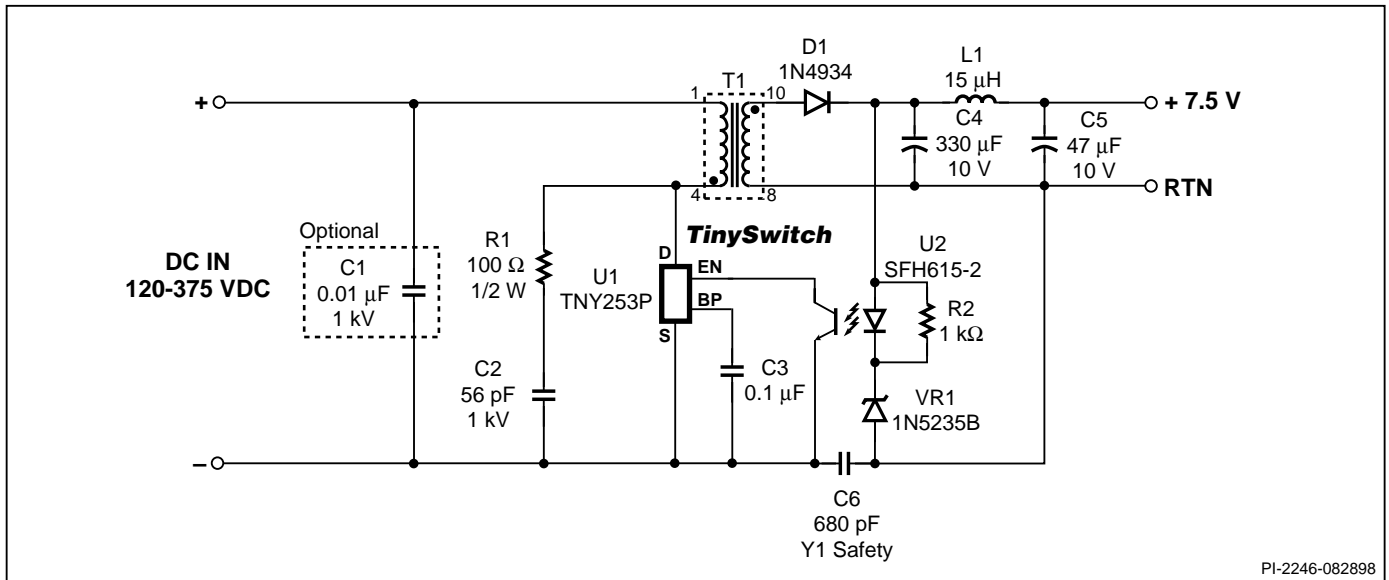 D1
1N4934
L1
15 μH
T1
1
10
+
+ 7.5 V
C4
330 μF
10 V
C5
47 μF
10 V
4
8
RTN
Optional
C1
0.01 μF
1 kV
DC IN
120-375 VDC
R1
100 Ω
1/2 W
TinySwitch
D
EN
BP
S
U1
TNY253P
U2
SFH615-2
R2
1 kΩ
C2
56 pF
1 kV
C3
0.1 μF
VR1
1N5235B
–
C6
680 pF
Y1 Safety
PI-2246-082898